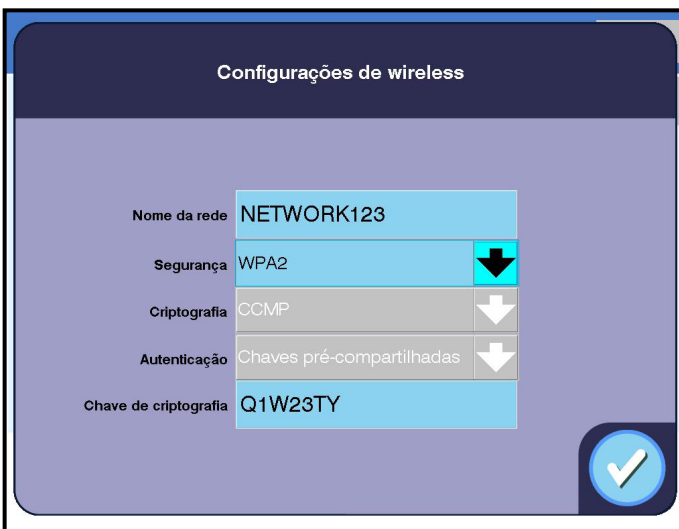 Configurações de wireless
Nome da rede NETWORK123
Segurança WPA2
Criptografia CCMP
Autenticação Chaves pré-compartilhadas
Chave de criptografia Q1W23TY